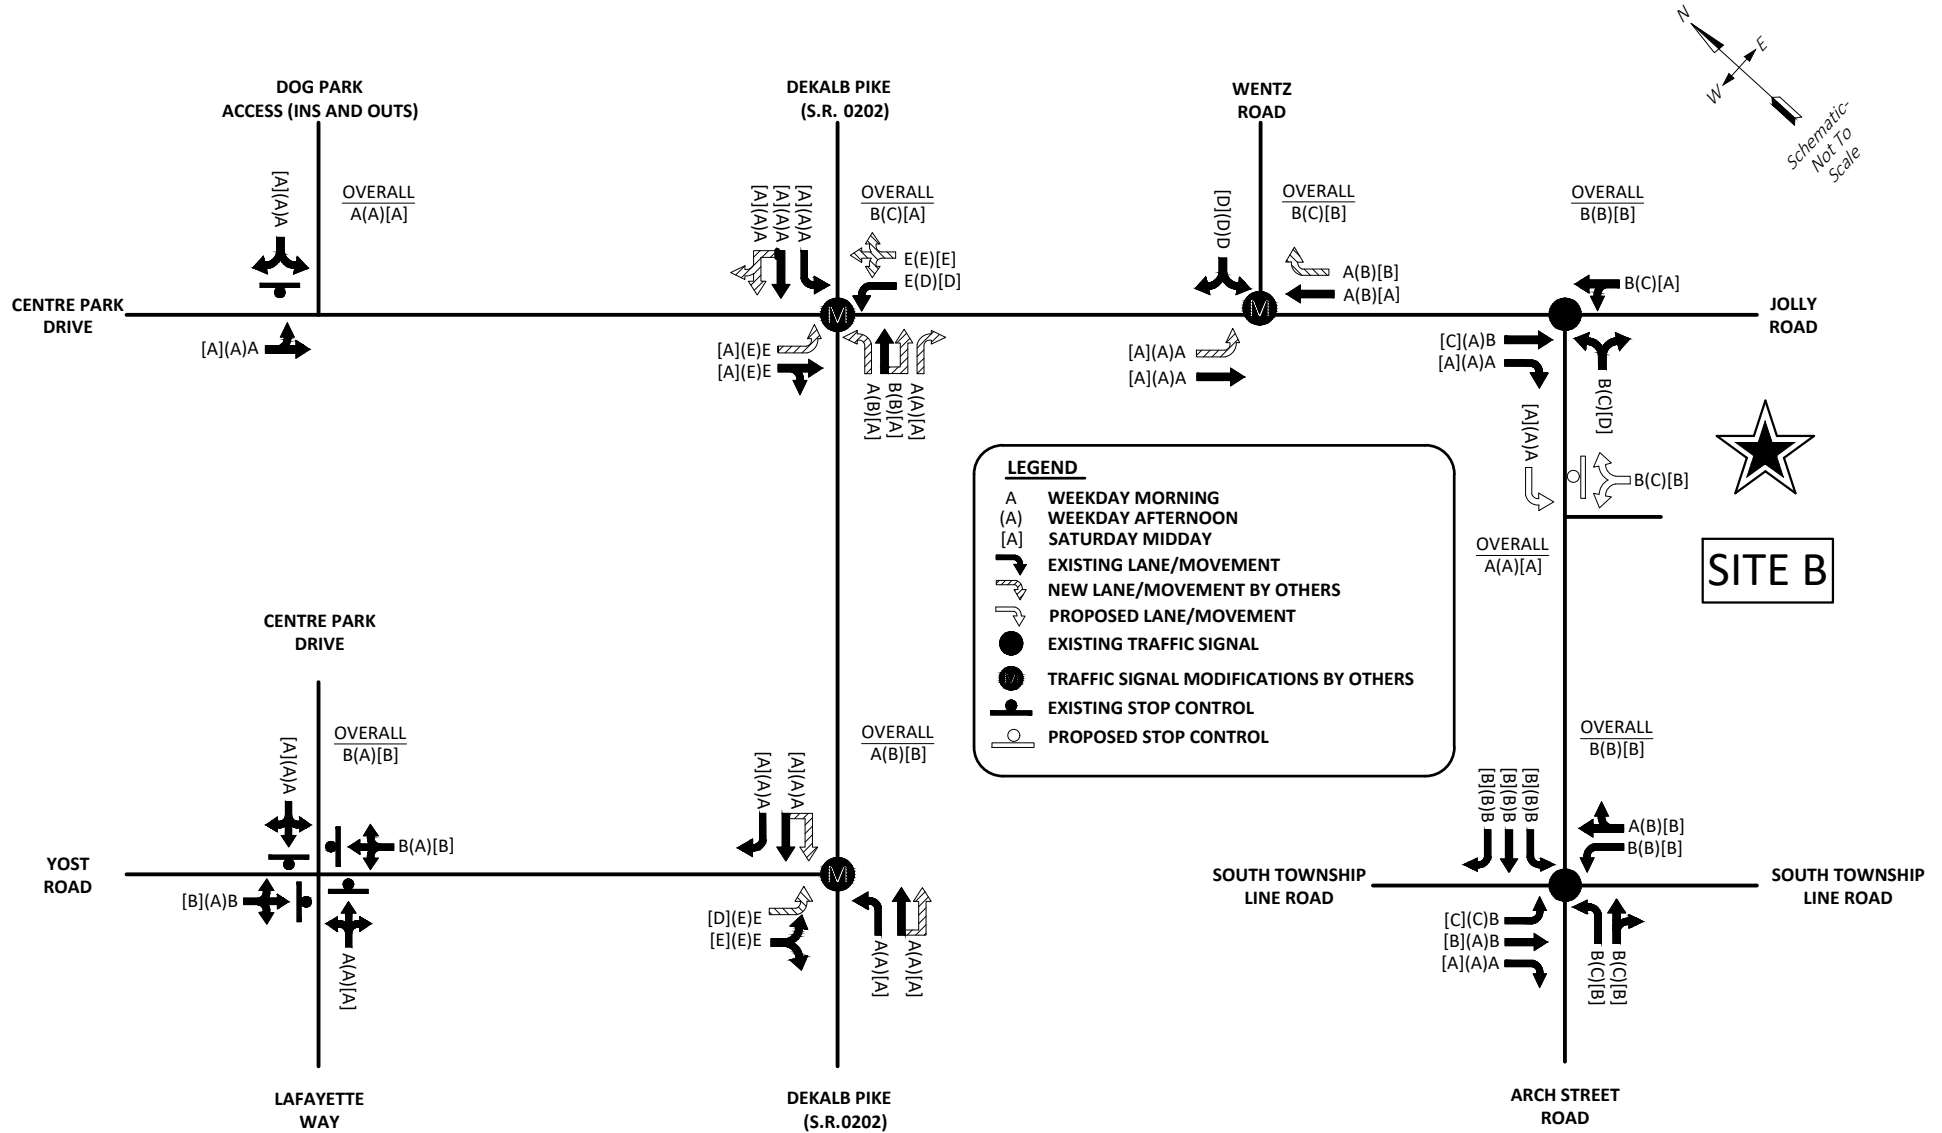 N
E
W
Schematic-
Not To
Scale
DOG PARK
ACCESS (INS AND OUTS)
DEKALB PIKE
(S.R. 0202)
WENTZ
ROAD
[A](A)A
OVERALL
A(A)[A]
[A](A)A
[A](A)A
[A](A)A
OVERALL
B(C)[A]
E(E)[E]
E(D)[D]
[D](D)D
OVERALL
B(C)[B]
A(B)[B]
A(B)[A]
OVERALL
B(B)[B]
B(C)[A]
CENTRE PARK
DRIVE
M
M
JOLLY
ROAD
[A](A)A
[A](E)E
[A](E)E
A(B)[A]
B(B)[A]
A(A)[A]
[A](A)A
[A](A)A
[C](A)B
[A](A)A
B(C)[D]
[A](A)A
B(C)[B]
OVERALL
A(A)[A]
SITE B
LEGEND
A WEEKDAY MORNING
(A) WEEKDAY AFTERNOON
[A] SATURDAY MIDDAY
EXISTING LANE/MOVEMENT
NEW LANE/MOVEMENT BY OTHERS
PROPOSED LANE/MOVEMENT
EXISTING TRAFFIC SIGNAL
M TRAFFIC SIGNAL MODIFICATIONS BY OTHERS
EXISTING STOP CONTROL
PROPOSED STOP CONTROL
CENTRE PARK
DRIVE
[A](A)A
OVERALL
B(A)[B]
B(A)[B]
YOST
ROAD
[B](A)B
A(A)[A]
LAFAYETTE
WAY
[A](A)A
[A](A)A
OVERALL
A(B)[B]
M
[D](E)E
[E](E)E
A(A)[A]
A(A)[A]
DEKALB PIKE
(S.R.0202)
OVERALL
B(B)[B]
[B](B)B
[B](B)B
[B](B)B
A(B)[B]
B(B)[B]
SOUTH TOWNSHIP
LINE ROAD
SOUTH TOWNSHIP
LINE ROAD
[C](C)B
[B](A)B
[A](A)A
B(C)[B]
B(C)[B]
ARCH STREET
ROAD